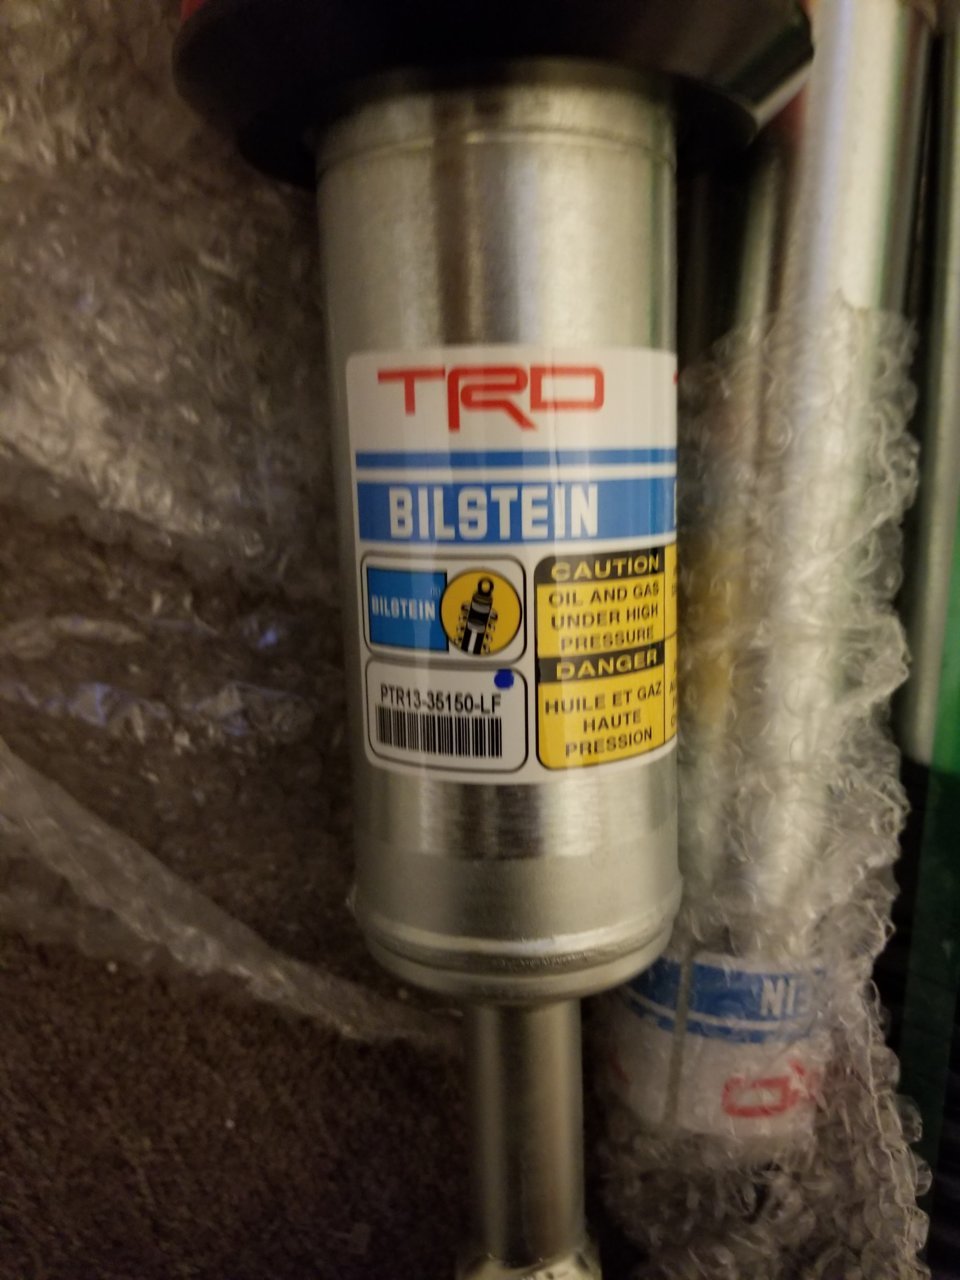 TRD
BILSTEIN
BILSTEIN
PTR13-35150-LF
CAUTION
OIL AND GAS
UNDER HIGH
PRESSURE
DANGER
HUILE ET GAZ
HAUTE
PRESSION